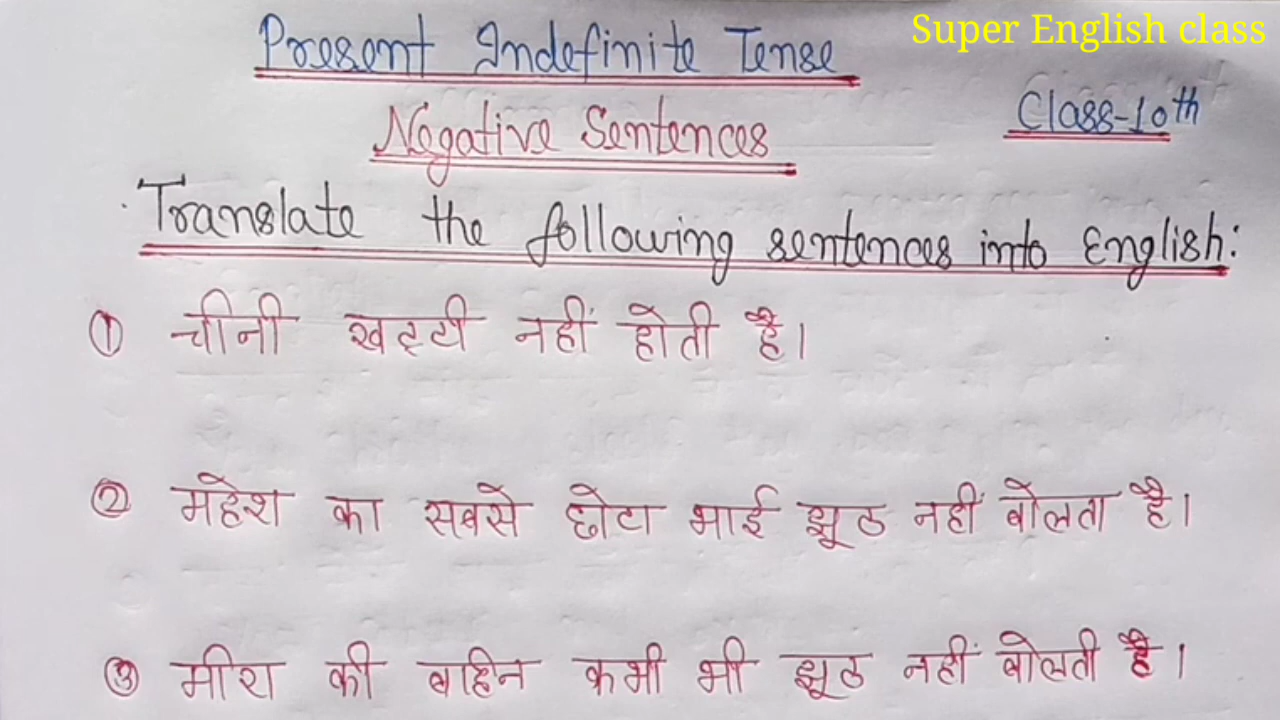 Super English class
Present Indefinite Tense
Negative Sentences
Class-10th
Translate the following sentences into English:
① चीनी खट्टी नहीं होती है।
② महेश का सबसे छोटा भाई झूठ नहीं बोलता है।
③ मीरा की बहिन कभी भी झूठ नहीं बोलती है।